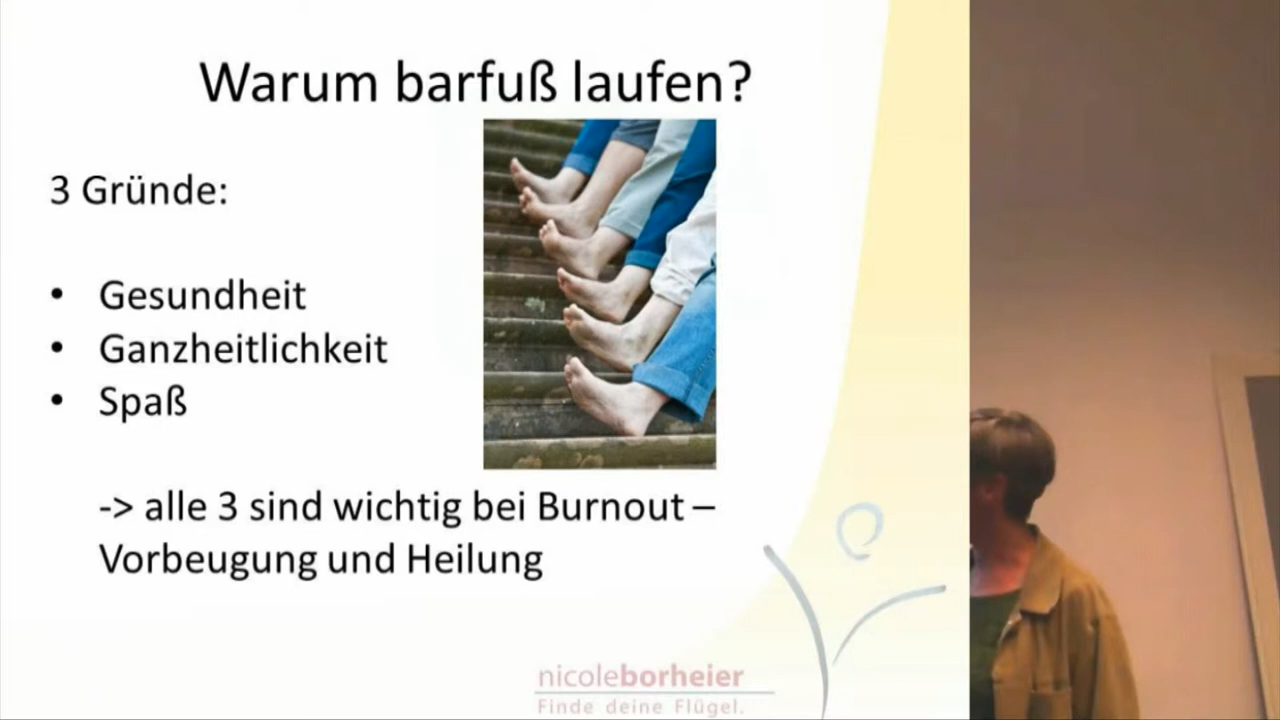 Warum barfuß laufen?
3 Gründe:
• Gesundheit
• Ganzheitlichkeit
• Spaß
-> alle 3 sind wichtig bei Burnout –
Vorbeugung und Heilung
nicoleborheier
Finde deine Flügel.